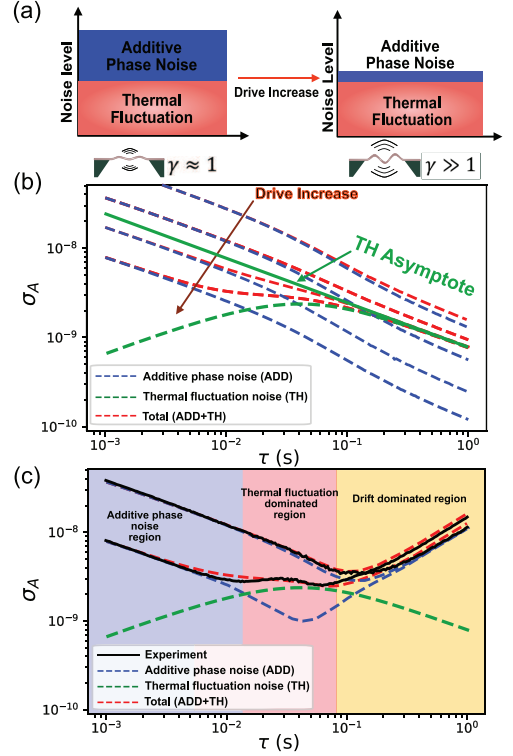 (a)
Noise level
Additive
Phase Noise
Thermal
Fluctuation
Drive Increase
Noise Level
Additive
Phase Noise
Thermal
Fluctuation
γ ≈ 1
γ ≫ 1
(b)
Drive Increase
TH Asymptote
σ_A
10⁻⁸
10⁻⁹
10⁻¹⁰
Additive phase noise (ADD)
Thermal fluctuation noise (TH)
Total (ADD+TH)
10⁻³
10⁻²
10⁻¹
10⁰
τ (s)
(c)
Additive phase
noise region
Thermal fluctuation
dominated
region
Drift dominated region
σ_A
10⁻⁸
10⁻⁹
10⁻¹⁰
Experiment
Additive phase noise (ADD)
Thermal fluctuation noise (TH)
Total (ADD+TH)
10⁻³
10⁻²
10⁻¹
10⁰
τ (s)